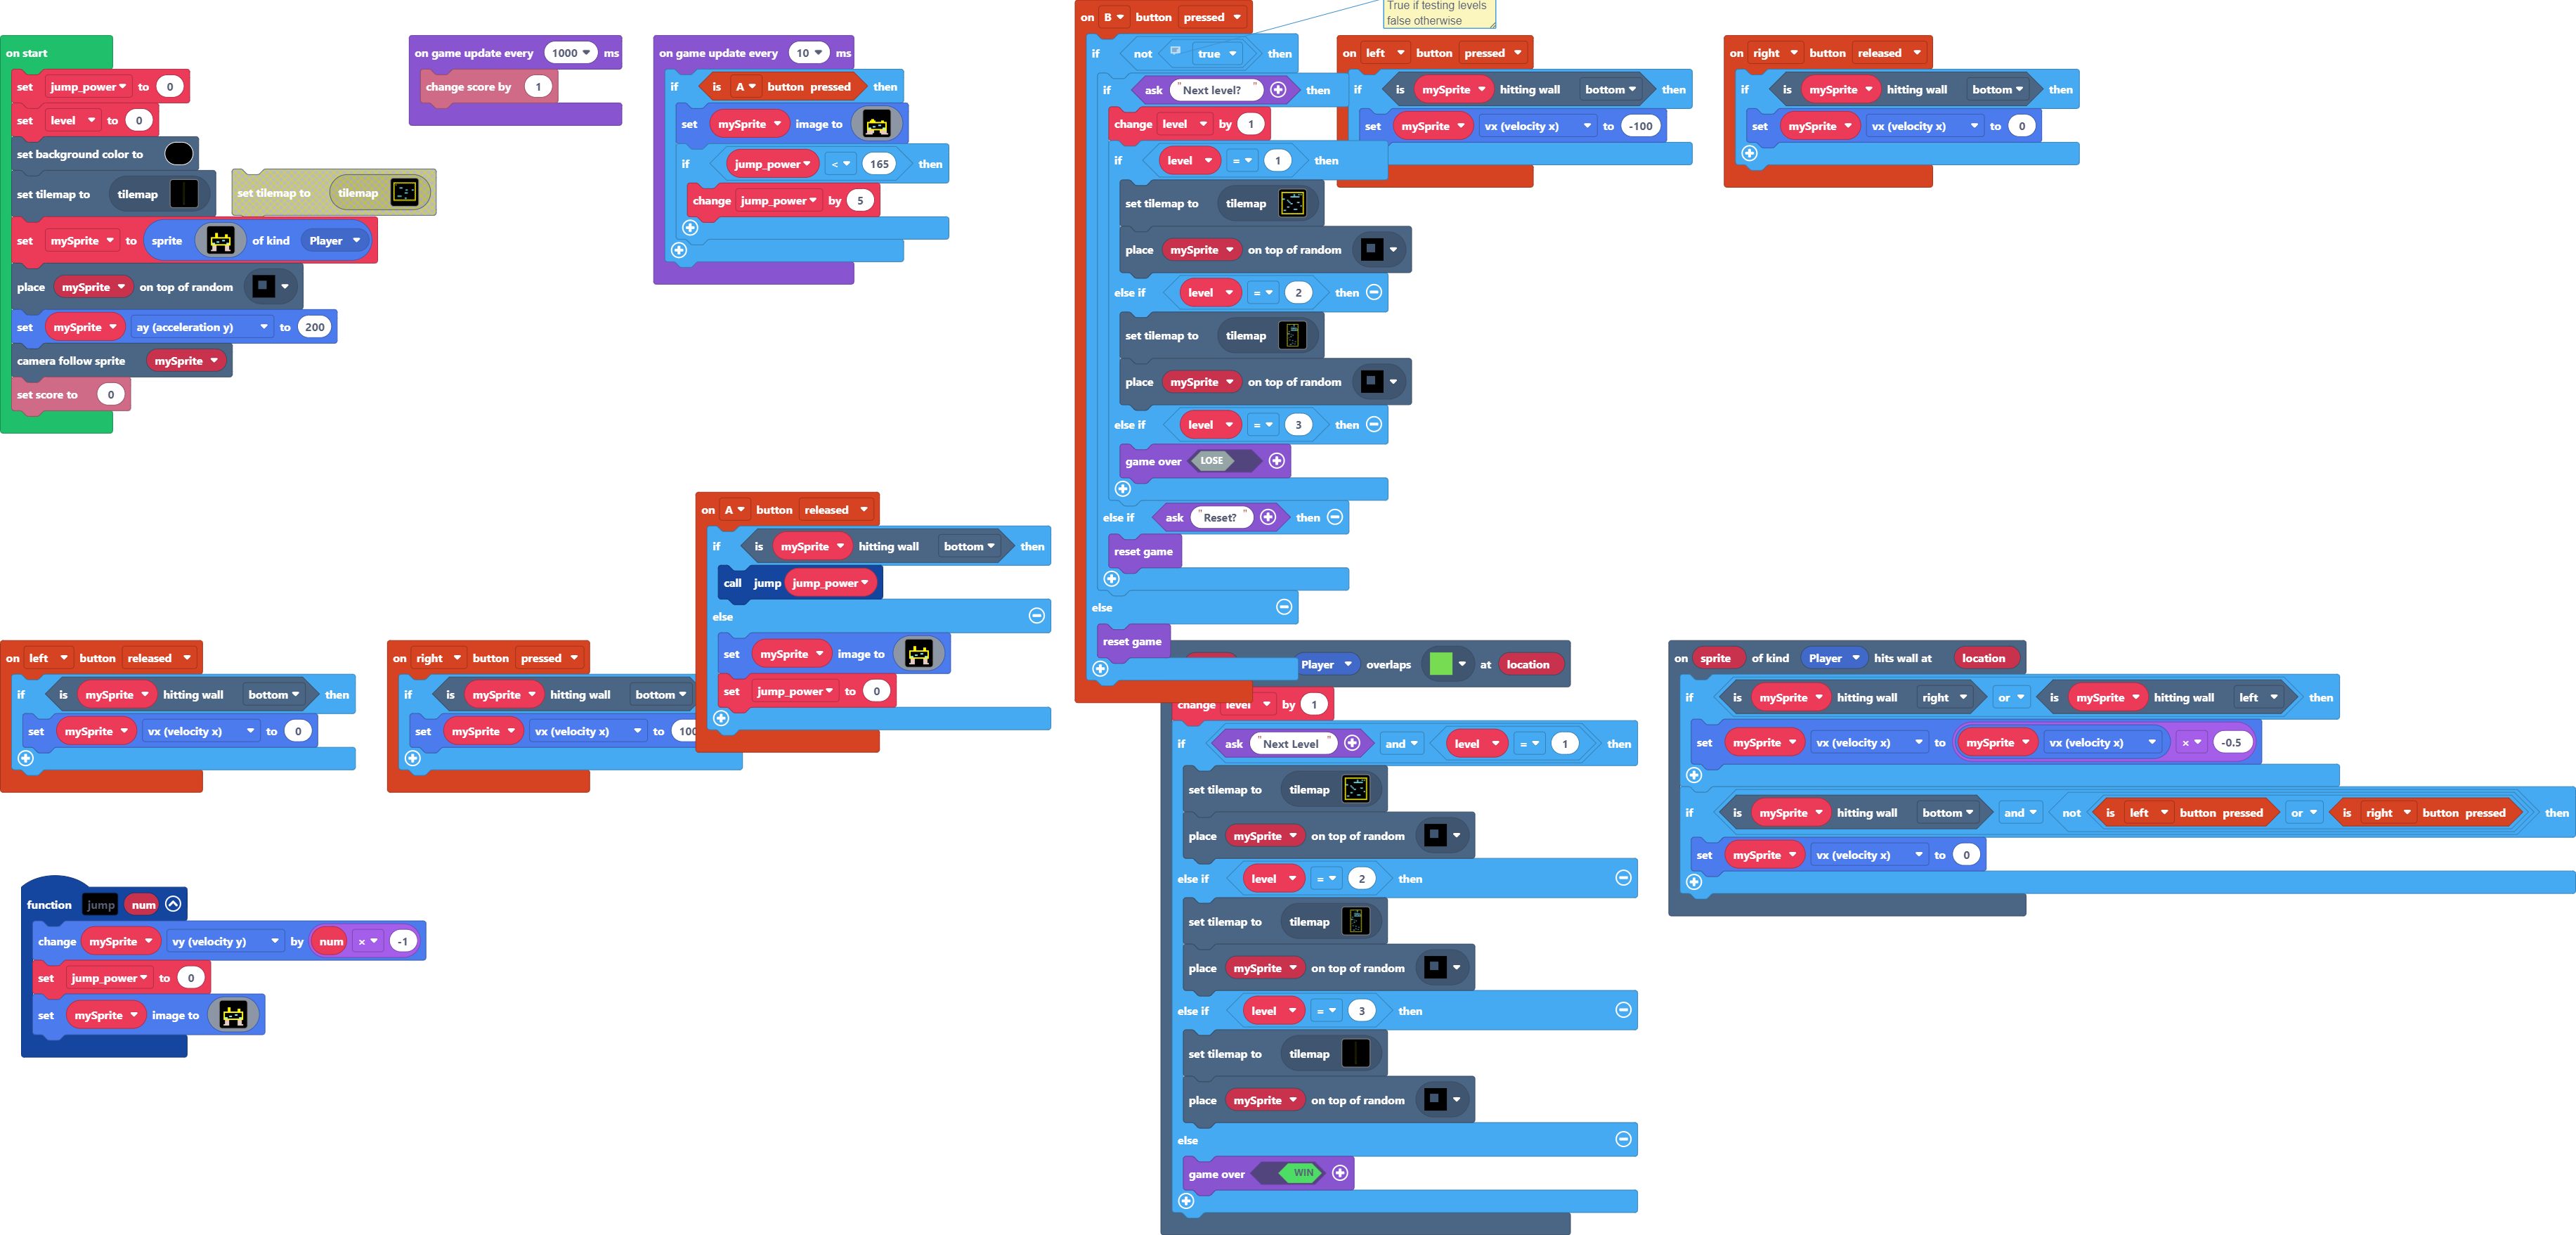 on start
set jump_power to 0
set level to 0
set background color to
set tilemap to tilemap
set mySprite to sprite of kind Player
place mySprite on top of random
set mySprite ay (acceleration y) to 200
camera follow sprite mySprite
set score to 0
set tilemap to tilemap
on game update every 1000 ms
change score by 1
on game update every 10 ms
if is A button pressed then
set mySprite image to
if jump_power < 165 then
change jump_power by 5
on B button pressed
True if testing levels
false otherwise
if not true then
if ask "Next level?" then
change level by 1
if level = 1 then
set tilemap to tilemap
place mySprite on top of random
else if level = 2 then
set tilemap to tilemap
place mySprite on top of random
else if level = 3 then
game over LOSE
else if ask "Reset?" then
reset game
else
reset game
on left button pressed
if is mySprite hitting wall bottom then
set mySprite vx (velocity x) to -100
on right button released
if is mySprite hitting wall bottom then
set mySprite vx (velocity x) to 0
on A button released
if is mySprite hitting wall bottom then
call jump jump_power
else
set mySprite image to
set jump_power to 0
on left button released
if is mySprite hitting wall bottom then
set mySprite vx (velocity x) to 0
on right button pressed
if is mySprite hitting wall bottom
set mySprite vx (velocity x) to 100
Player overlaps at location
change level by 1
if ask "Next Level " and level = 1 then
set tilemap to tilemap
place mySprite on top of random
else if level = 2 then
set tilemap to tilemap
place mySprite on top of random
else if level = 3 then
set tilemap to tilemap
place mySprite on top of random
else
game over WIN
on sprite of kind Player hits wall at location
if is mySprite hitting wall right or is mySprite hitting wall left then
set mySprite vx (velocity x) to mySprite vx (velocity x) × -0.5
if is mySprite hitting wall bottom and not is left button pressed or is right button pressed then
set mySprite vx (velocity x) to 0
function jump num
change mySprite vy (velocity y) by num × -1
set jump_power to 0
set mySprite image to